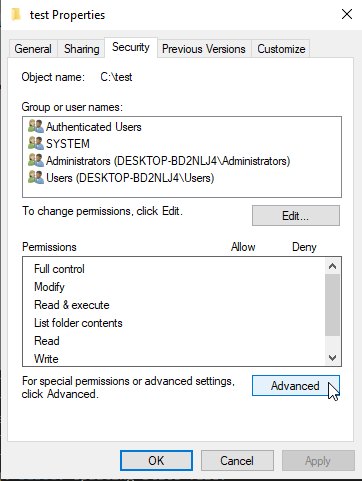 test Properties
General Sharing Security Previous Versions Customize
Object name: C:\test
Group or user names:
Authenticated Users
SYSTEM
Administrators (DESKTOP-BD2NLJ4\Administrators)
Users (DESKTOP-BD2NLJ4\Users)
To change permissions, click Edit.
Edit...
Permissions Allow Deny
Full control
Modify
Read & execute
List folder contents
Read
Write
For special permissions or advanced settings,
click Advanced.
Advanced
OK Cancel Apply